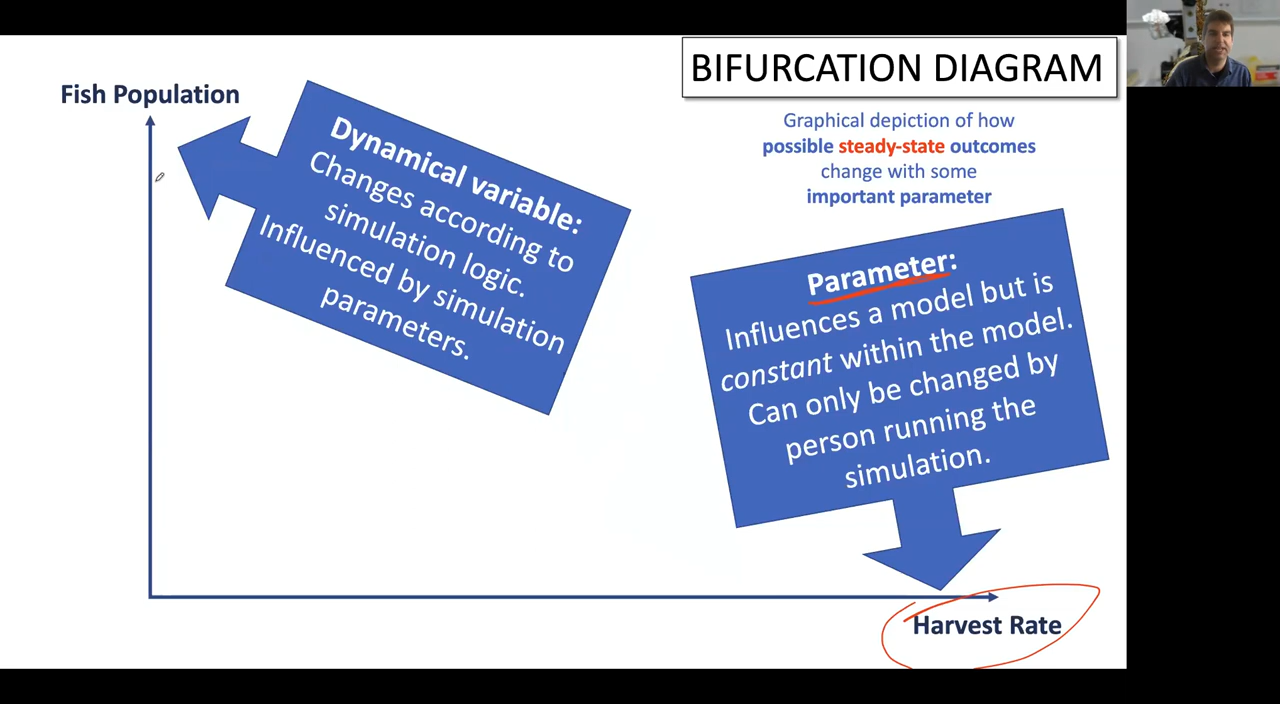 BIFURCATION DIAGRAM
Fish Population
Graphical depiction of how
possible steady-state outcomes
change with some
important parameter
Dynamical variable:
Changes according to
simulation logic.
Influenced by simulation
parameters.
Parameter:
Influences a model but is
constant within the model.
Can only be changed by
person running the
simulation.
Harvest Rate